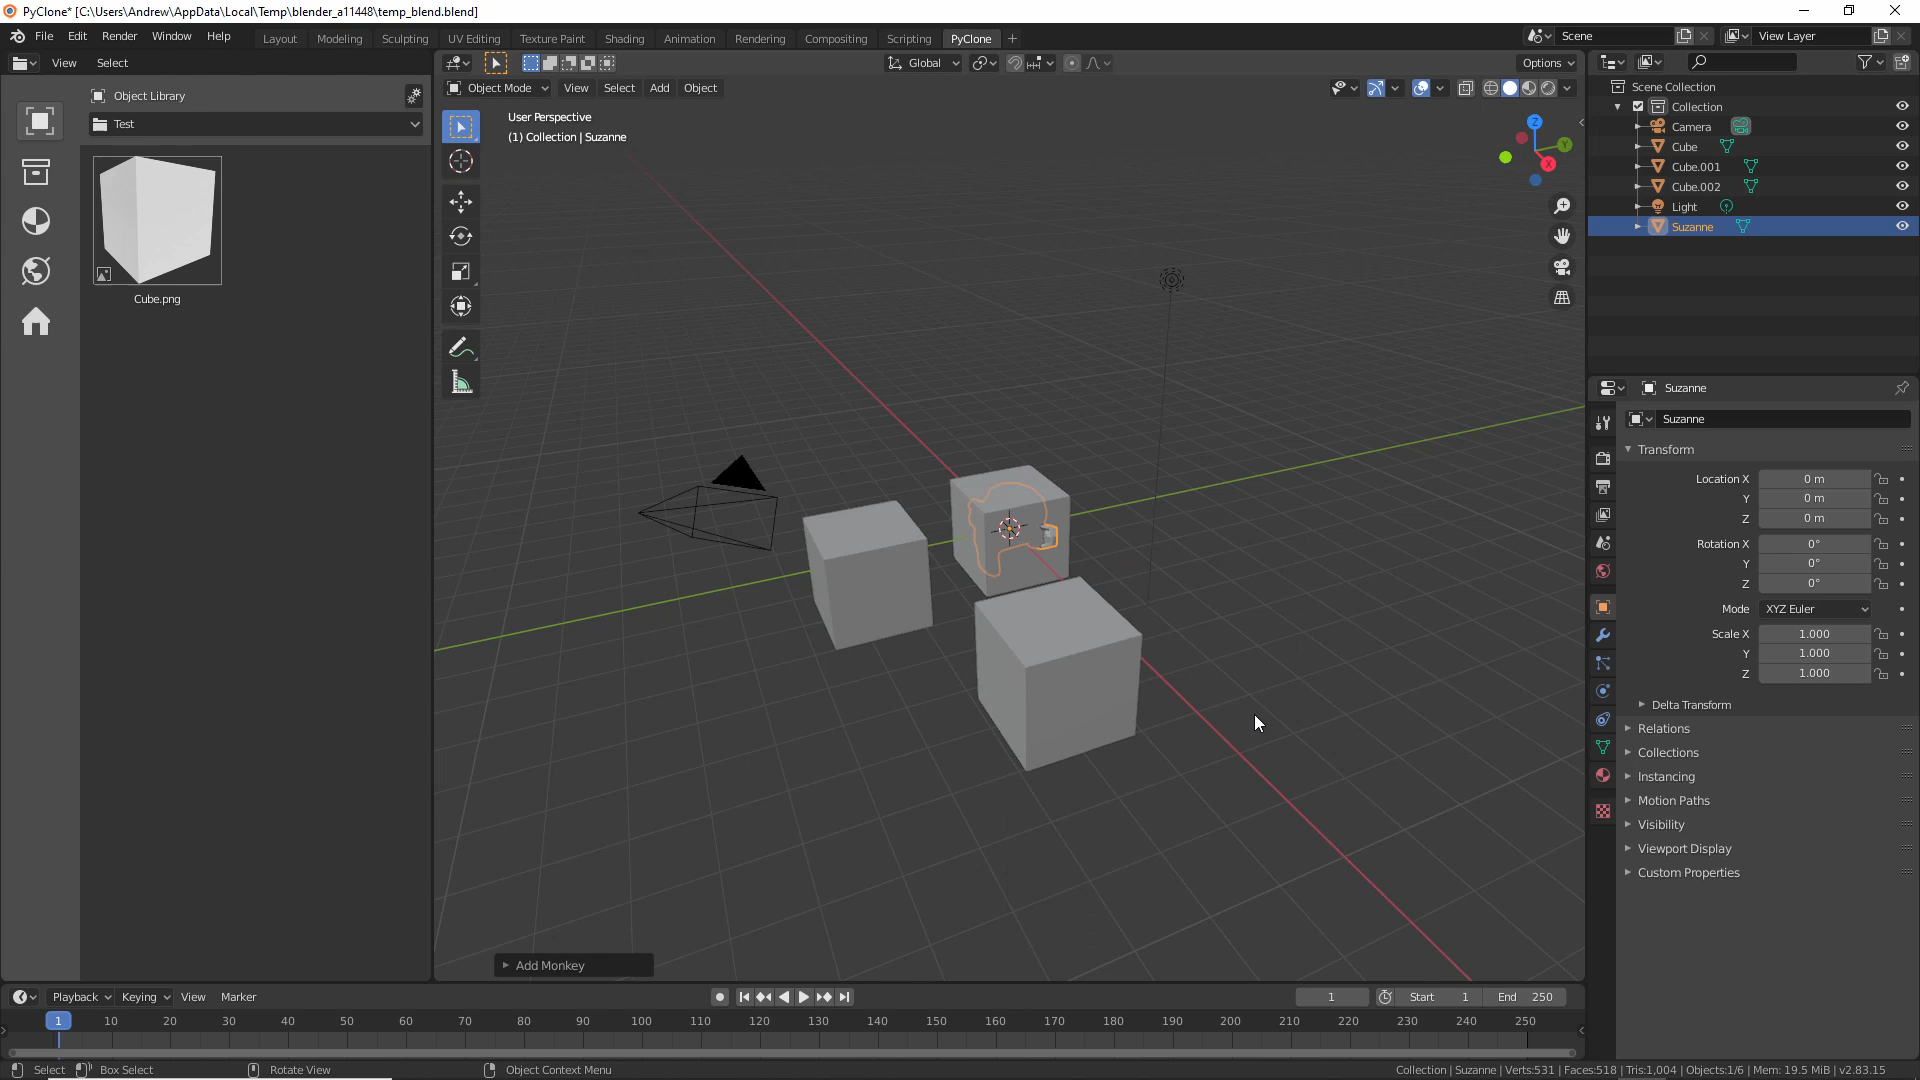 PyClone* [C:\Users\Andrew\AppData\Local\Temp\blender_a11448\temp_blend.blend]
File Edit Render Window Help
Layout Modeling Sculpting UV Editing Texture Paint Shading Animation Rendering Compositing Scripting PyClone +
Scene
View Layer
View Select
Global
Options
Object Library
Object Mode View Select Add Object
Test
User Perspective
(1) Collection | Suzanne
Z
Y
X
Cube.png
Add Monkey
Scene Collection
Collection
Camera
Cube
Cube.001
Cube.002
Light
Suzanne
Suzanne
Suzanne
Transform
Location X 0 m
Y 0 m
Z 0 m
Rotation X 0°
Y 0°
Z 0°
Mode XYZ Euler
Scale X 1.000
Y 1.000
Z 1.000
Delta Transform
Relations
Collections
Instancing
Motion Paths
Visibility
Viewport Display
Custom Properties
Playback Keying View Marker
1 Start 1 End 250
1 10 20 30 40 50 60 70 80 90 100 110 120 130 140 150 160 170 180 190 200 210 220 230 240 250
Select Box Select Rotate View Object Context Menu
Collection | Suzanne | Verts:531 | Faces:518 | Tris:1,004 | Objects:1/6 | Mem: 19.5 MiB | v2.83.15